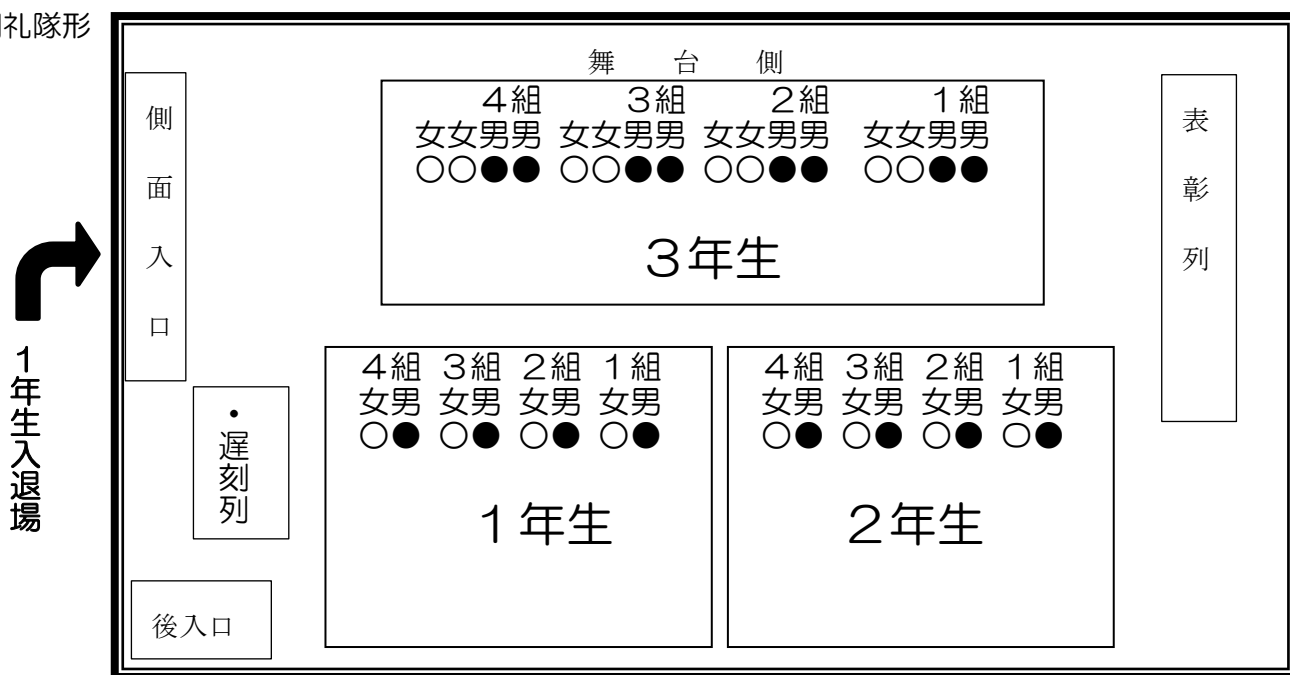 礼隊形
舞台側
側面入口
表彰列
４組 ３組 ２組 １組
女女男男 女女男男 女女男男 女女男男
○○●● ○○●● ○○●● ○○●●
３年生
１年生入退場
・遅刻列
４組 ３組 ２組 １組
女男 女男 女男 女男
○● ○● ○● ○●
１年生
４組 ３組 ２組 １組
女男 女男 女男 女男
○● ○● ○● ○●
２年生
後入口